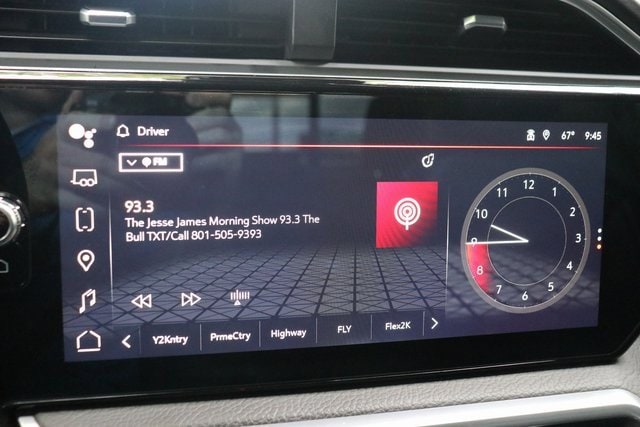 Driver
67° 9:45
FM
93.3
The Jesse James Morning Show 93.3 The
Bull TXT/Call 801-505-9393
12
11
1
10
2
9
3
8
4
7
5
6
Y2Kntry PrmeCtry Highway FLY Flex2K